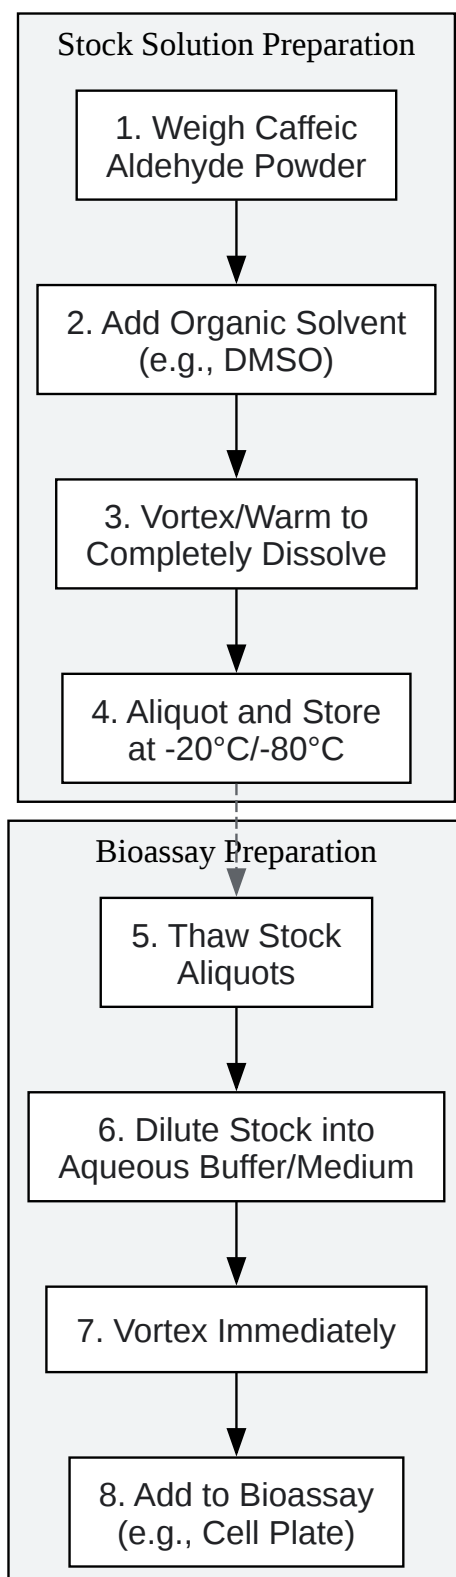 Stock Solution Preparation
1. Weigh Caffeic
Aldehyde Powder
2. Add Organic Solvent
(e.g., DMSO)
3. Vortex/Warm to
Completely Dissolve
4. Aliquot and Store
at -20°C/-80°C
Bioassay Preparation
5. Thaw Stock
Aliquots
6. Dilute Stock into
Aqueous Buffer/Medium
7. Vortex Immediately
8. Add to Bioassay
(e.g., Cell Plate)